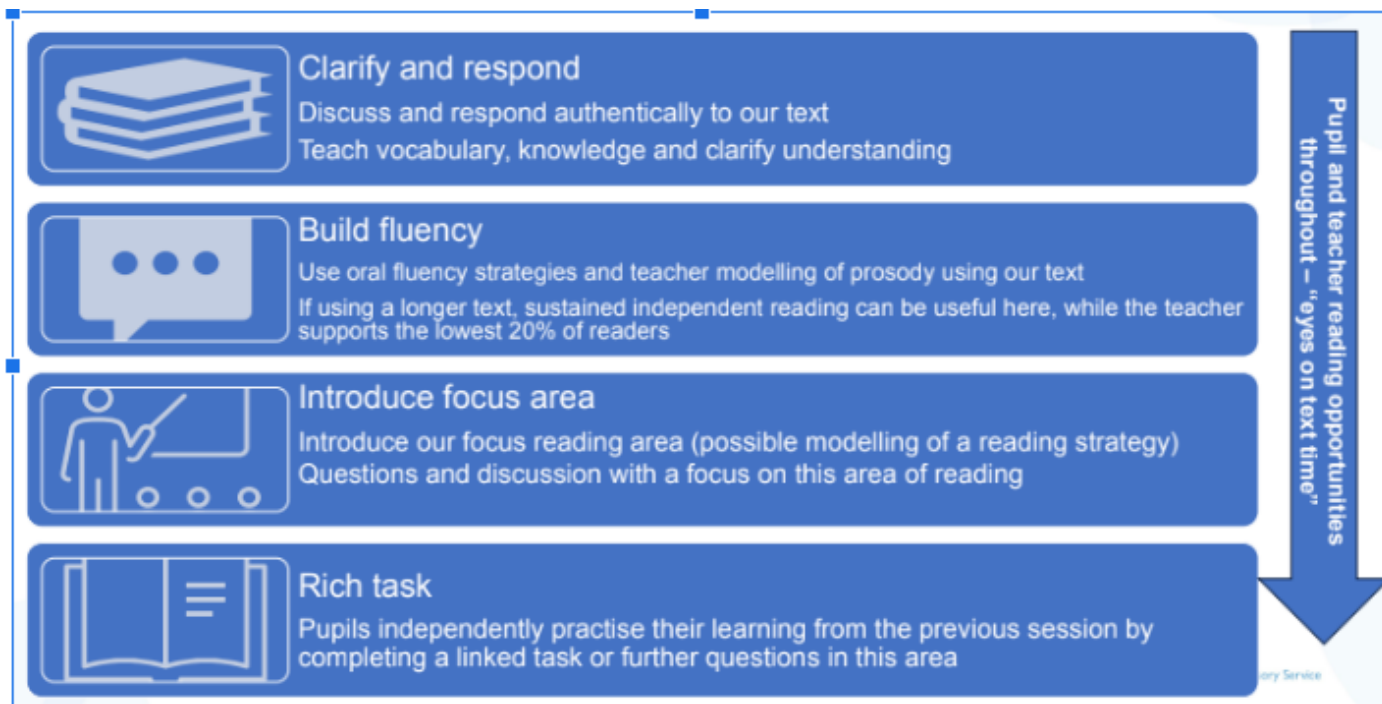 Clarify and respond
Discuss and respond authentically to our text
Teach vocabulary, knowledge and clarify understanding
Build fluency
Use oral fluency strategies and teacher modelling of prosody using our text
If using a longer text, sustained independent reading can be useful here, while the teacher
supports the lowest 20% of readers
Introduce focus area
Introduce our focus reading area (possible modelling of a reading strategy)
Questions and discussion with a focus on this area of reading
Rich task
Pupils independently practise their learning from the previous session by
completing a linked task or further questions in this area
Pupil and teacher reading opportunities
throughout – “eyes on text time”
ory Service